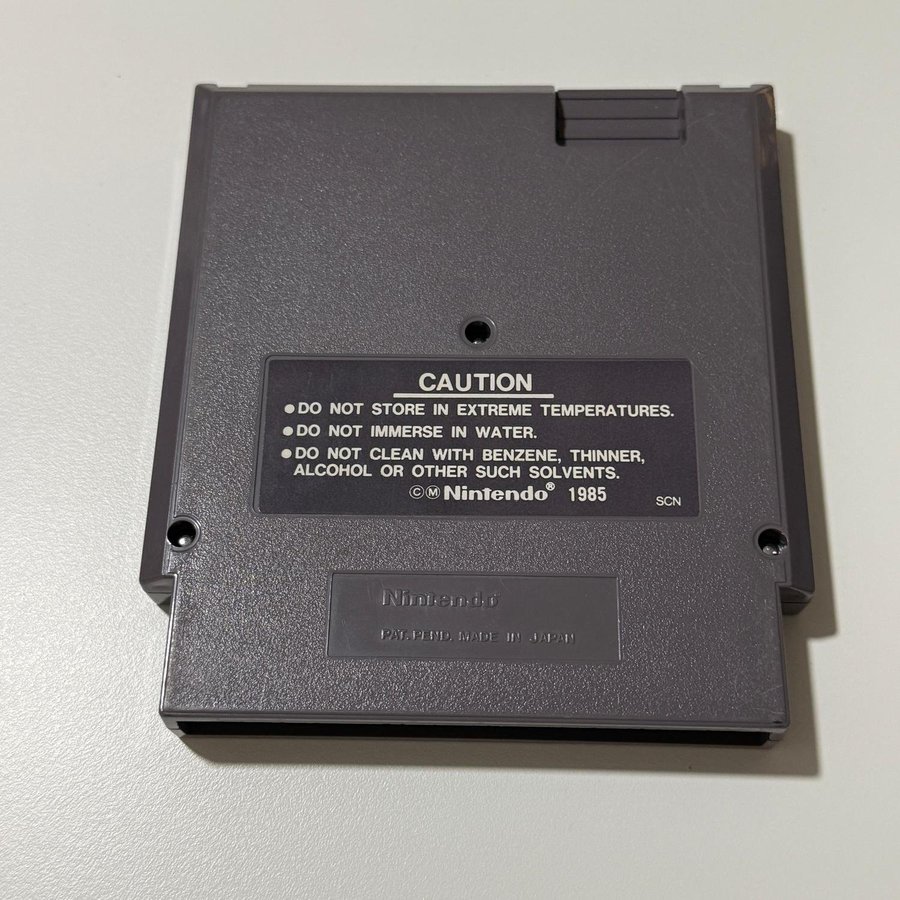 CAUTION
●DO NOT STORE IN EXTREME TEMPERATURES.
●DO NOT IMMERSE IN WATER.
●DO NOT CLEAN WITH BENZENE, THINNER,
ALCOHOL OR OTHER SUCH SOLVENTS.
©Ⓜ Nintendo® 1985
SCN
Nintendo
PAT. PEND. MADE IN JAPAN